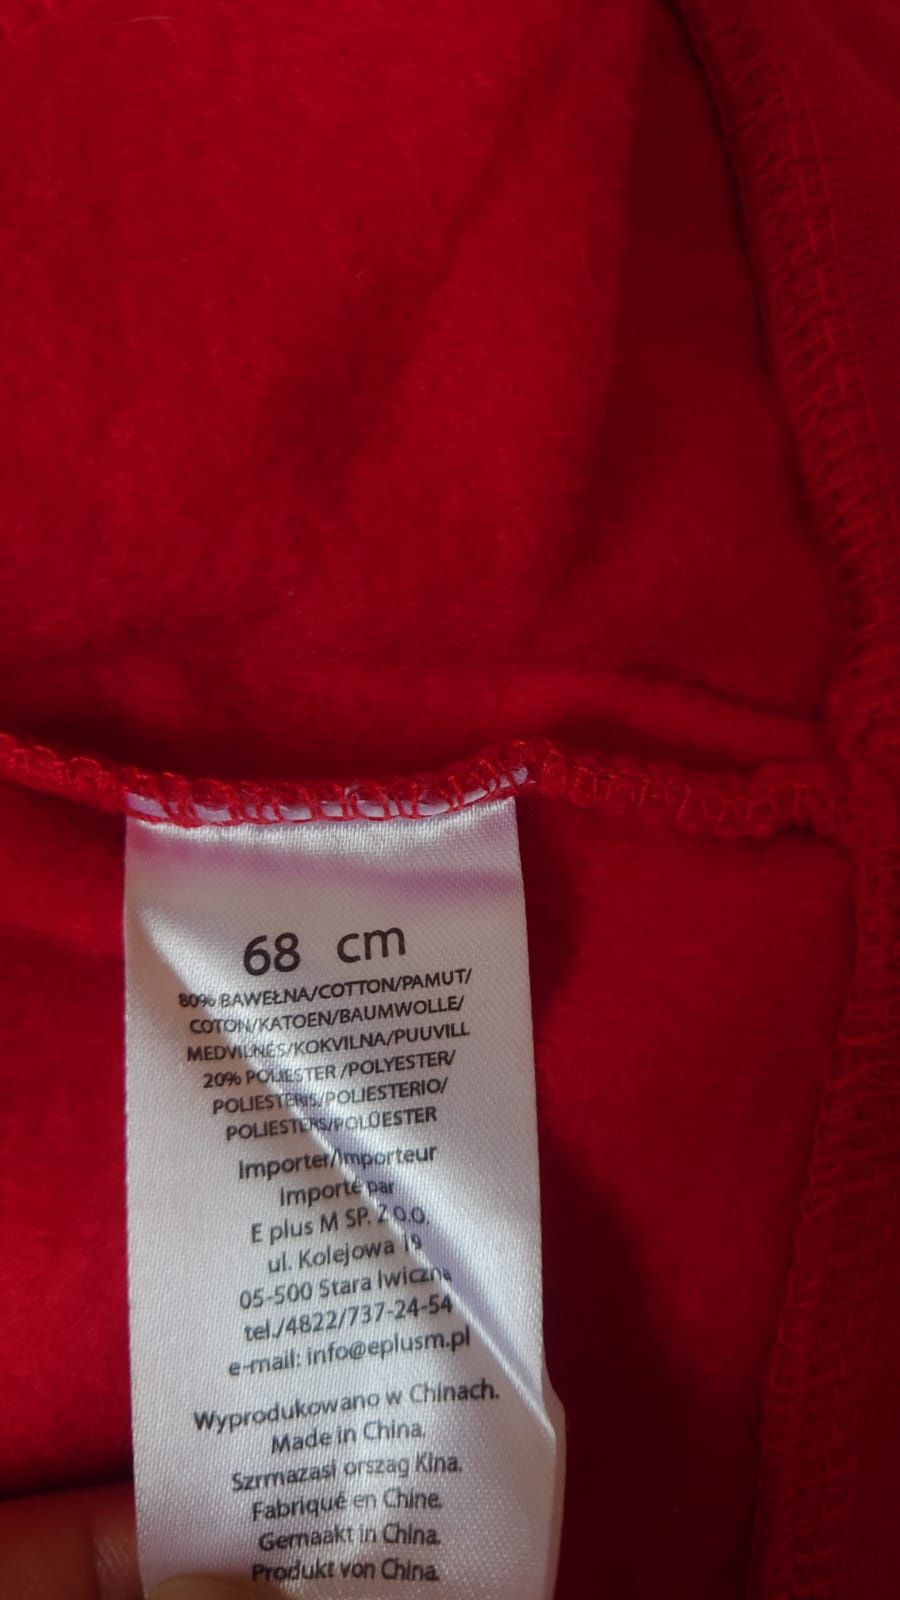 68 cm
80% BAWEŁNA/COTTON/PAMUT/
COTON/KATOEN/BAUMWOLLE/
MEDVILNĖS/KOKVILNA/PUUVILL
20% POLIESTER /POLYESTER/
POLIESTERIS/POLIESTERIO/
POLIESTERS/POLÜESTER
Importer/Importeur
Importé par
E plus M SP. Z O.O.
ul. Kolejowa 19
05-500 Stara Iwiczna
tel./4822/737-24-54
e-mail: info@eplusm.pl
Wyprodukowano w Chinach.
Made in China.
Szrmazasi orszag Kina.
Fabriqué en Chine.
Gemaakt in China.
Produkt von China.